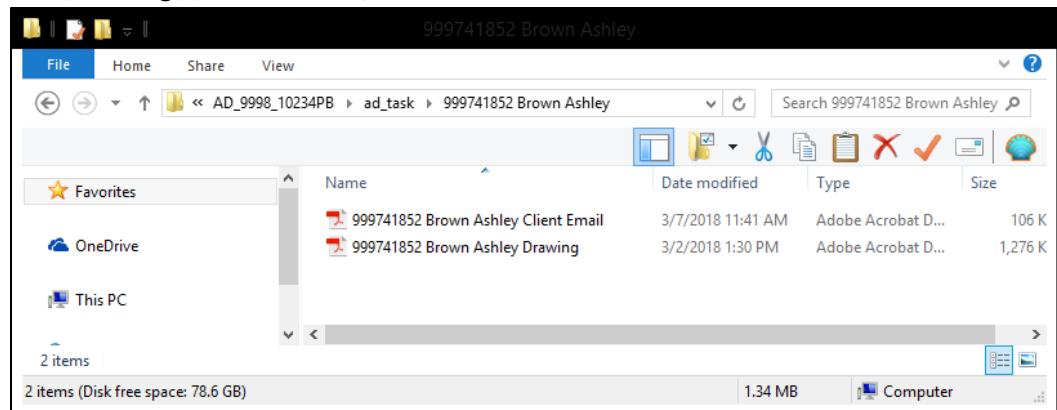 999741852 Brown Ashley
File Home Share View
« AD_9998_10234PB ad_task 999741852 Brown Ashley Search 999741852 Brown Ashley
Favorites
Name Date modified Type Size
999741852 Brown Ashley Client Email 3/7/2018 11:41 AM Adobe Acrobat D... 106 K
OneDrive
999741852 Brown Ashley Drawing 3/2/2018 1:30 PM Adobe Acrobat D... 1,276 K
This PC
2 items
2 items (Disk free space: 78.6 GB) 1.34 MB Computer